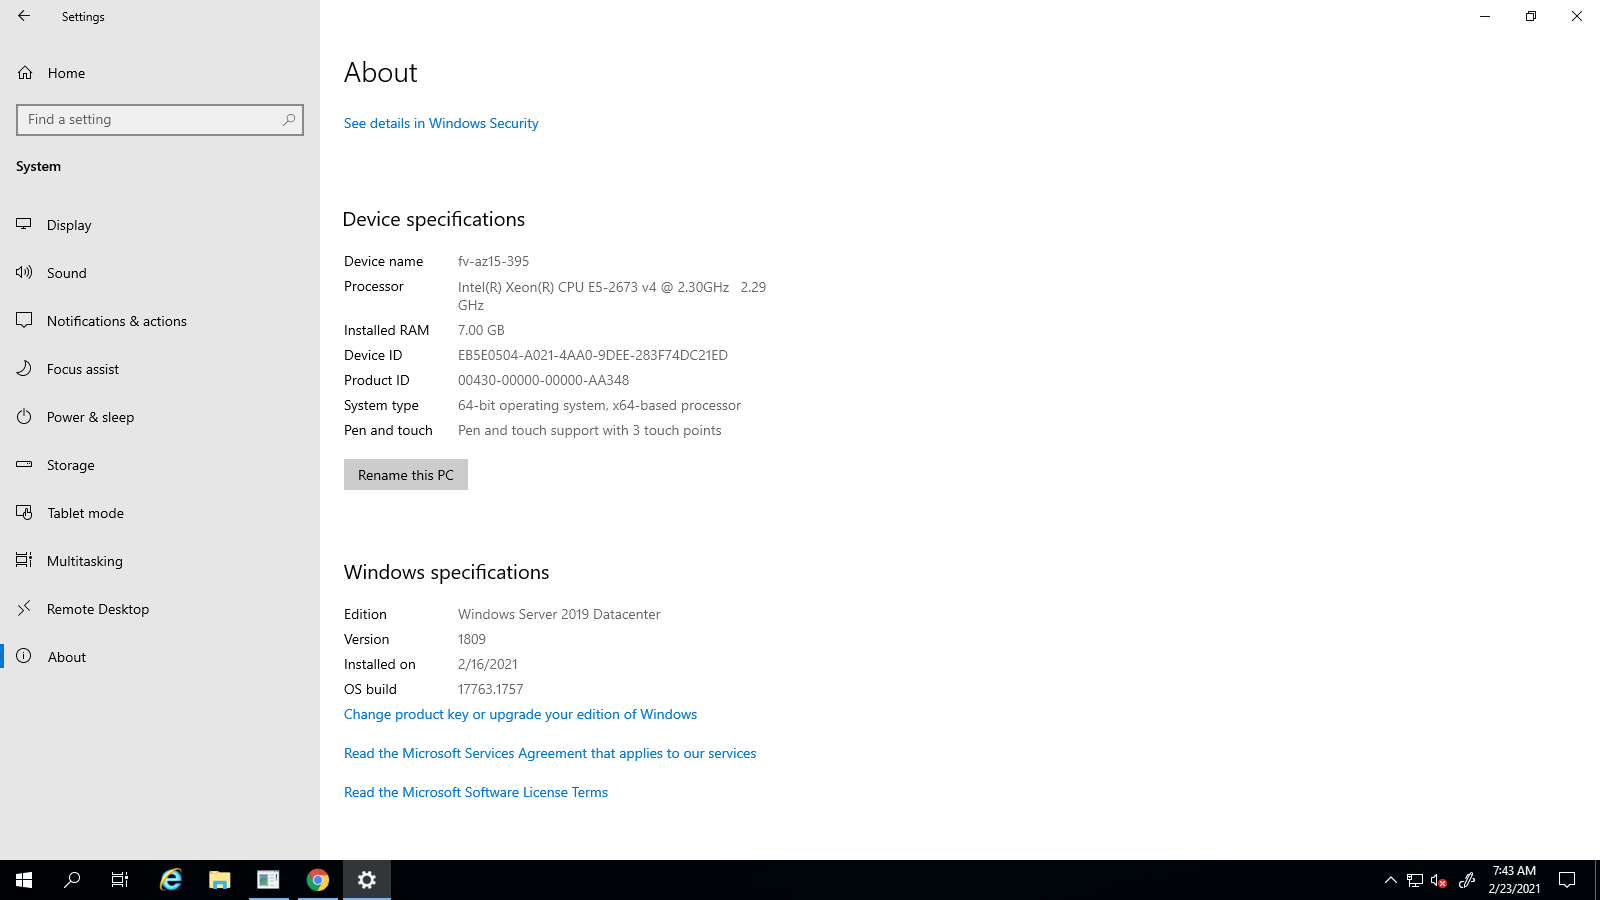 Settings
Home
Find a setting
System
Display
Sound
Notifications & actions
Focus assist
Power & sleep
Storage
Tablet mode
Multitasking
Remote Desktop
About
About
See details in Windows Security
Device specifications
Device name fv-az15-395
Processor Intel(R) Xeon(R) CPU E5-2673 v4 @ 2.30GHz 2.29
GHz
Installed RAM 7.00 GB
Device ID EB5E0504-A021-4AA0-9DEE-283F74DC21ED
Product ID 00430-00000-00000-AA348
System type 64-bit operating system, x64-based processor
Pen and touch Pen and touch support with 3 touch points
Rename this PC
Windows specifications
Edition Windows Server 2019 Datacenter
Version 1809
Installed on 2/16/2021
OS build 17763.1757
Change product key or upgrade your edition of Windows
Read the Microsoft Services Agreement that applies to our services
Read the Microsoft Software License Terms
7:43 AM
2/23/2021